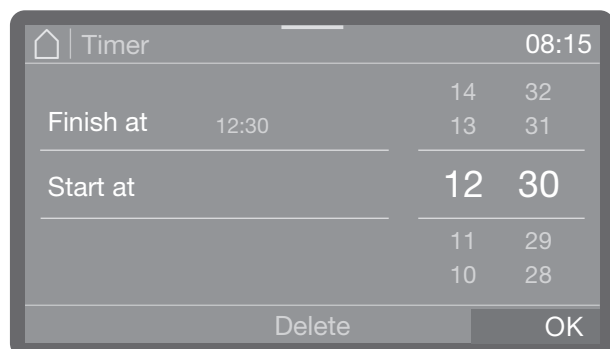 Timer 08:15
14 32
Finish at 12:30 13 31
Start at 12 30
11 29
10 28
Delete OK